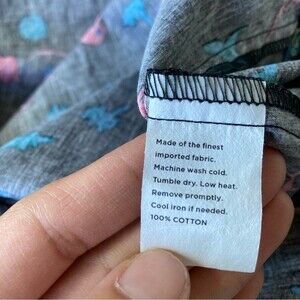 Made of the finest
imported fabric.
Machine wash cold.
Tumble dry. Low heat.
Remove promptly.
Cool iron if needed.
100% COTTON